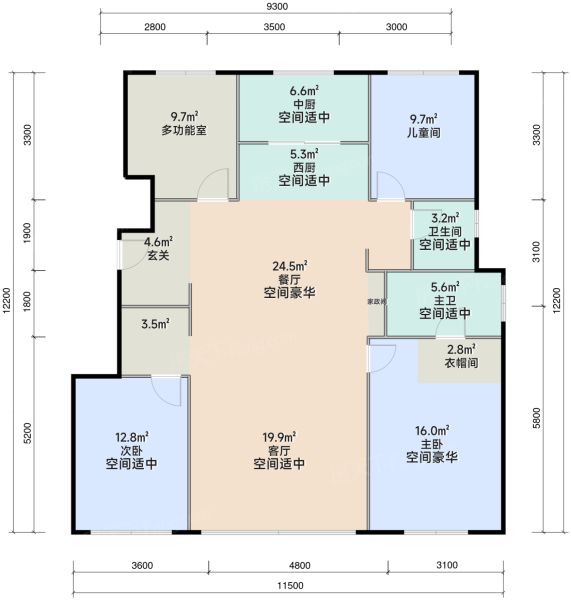 9300
2800
3500
3000
3300
1900
1800
5200
12200
9.7㎡
多功能室
6.6㎡
中厨
空间适中
9.7㎡
儿童间
5.3㎡
西厨
空间适中
4.6㎡
玄关
3.2㎡
卫生间
空间适中
24.5㎡
餐厅
空间豪华
家政间
5.6㎡
主卫
空间适中
3.5㎡
2.8㎡
衣帽间
12.8㎡
次卧
空间适中
19.9㎡
客厅
空间适中
16.0㎡
主卧
空间豪华
3300
3100
5800
12200
3600
4800
3100
11500